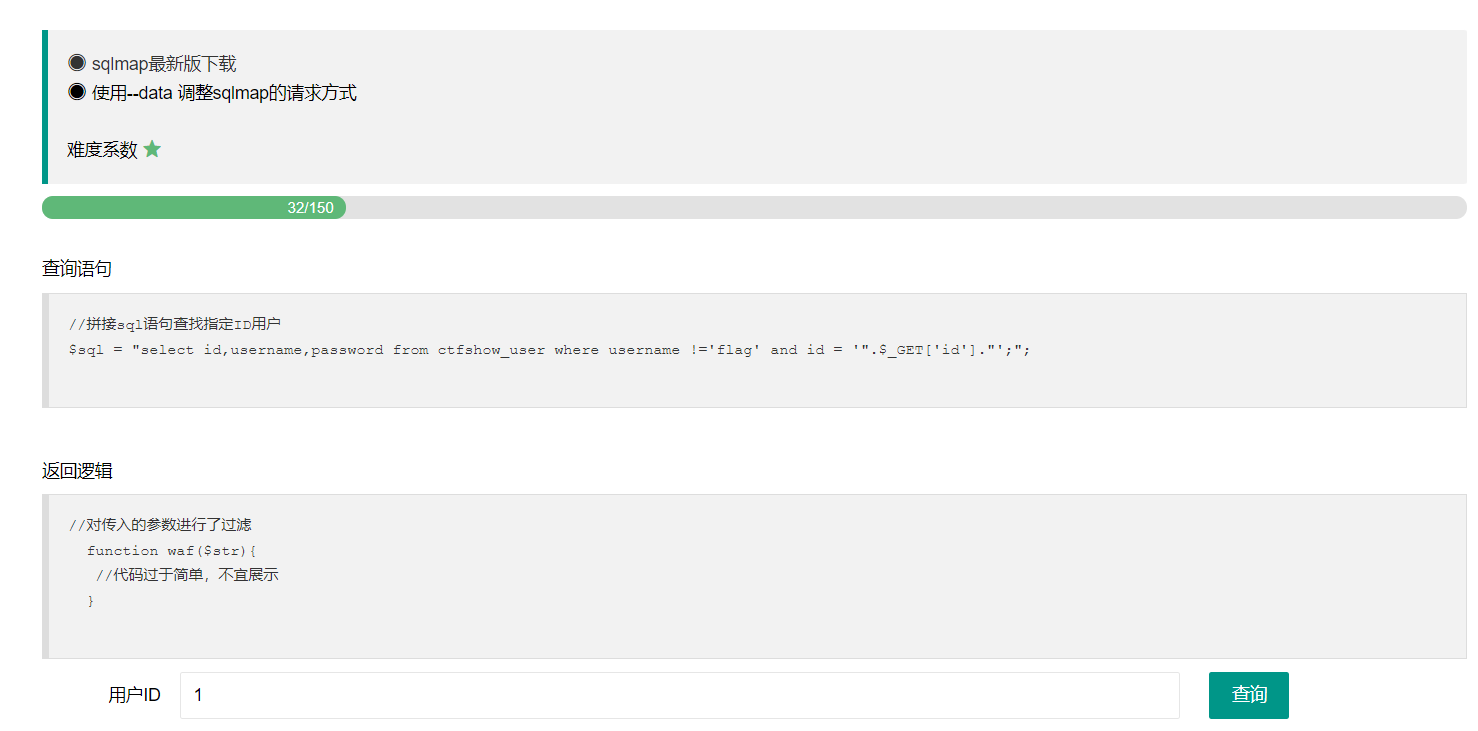 sqlmap最新版下载
使用--data 调整sqlmap的请求方式
难度系数
32/150
查询语句
//拼接sql语句查找指定ID用户
$sql = "select id,username,password from ctfshow_user where username !='flag' and id = '".$_GET['id']."';";
返回逻辑
//对传入的参数进行了过滤
function waf($str){
//代码过于简单，不宜展示
}
用户ID 1 查询